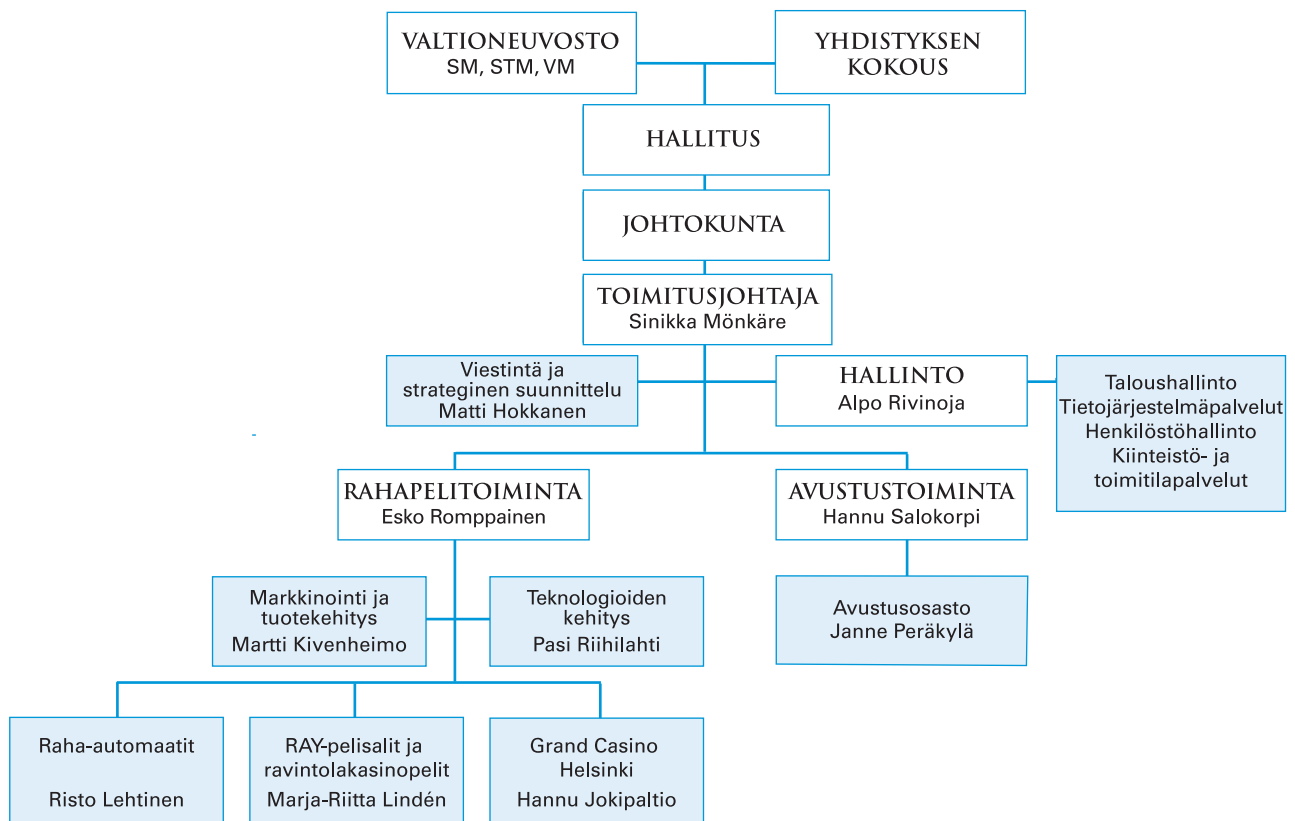 VALTIONEUVOSTO
SM, STM, VM
YHDISTYKSEN
KOKOUS
HALLITUS
JOHTOKUNTA
TOIMITUSJOHTAJA
Sinikka Mönkäre
Viestintä ja
strateginen suunnittelu
Matti Hokkanen
HALLINTO
Alpo Rivinoja
Taloushallinto
Tietojärjestelmäpalvelut
Henkilöstöhallinto
Kiinteistö- ja
toimitilapalvelut
RAHAPELITOIMINTA
Esko Romppainen
AVUSTUSTOIMINTA
Hannu Salokorpi
Markkinointi ja
tuotekehitys
Martti Kivenheimo
Teknologioiden
kehitys
Pasi Riihilahti
Avustusosasto
Janne Peräkylä
Raha-automaatit
Risto Lehtinen
RAY-pelisalit ja
ravintolakasinopelit
Marja-Riitta Lindén
Grand Casino
Helsinki
Hannu Jokipaltio